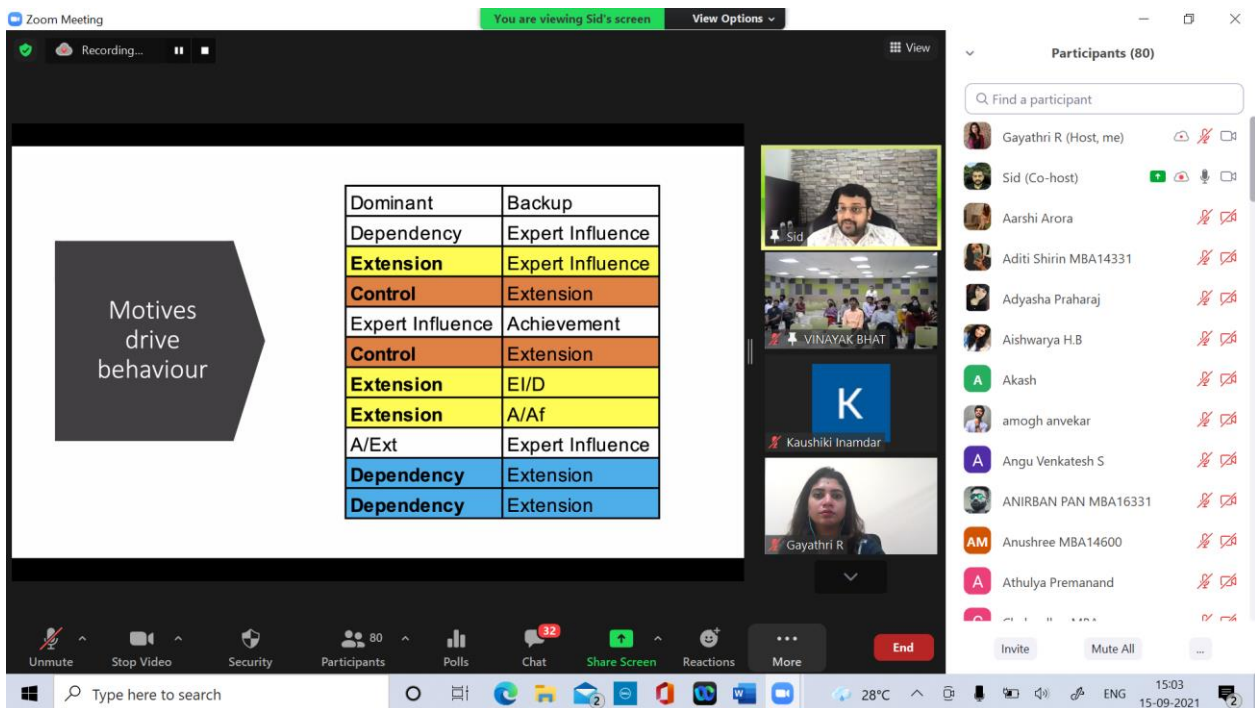 Zoom Meeting
You are viewing Sid's screen
View Options
Recording...
View
Motives
drive
behaviour
Dominant Backup
Dependency Expert Influence
Extension Expert Influence
Control Extension
Expert Influence Achievement
Control Extension
Extension EI/D
Extension A/Af
A/Ext Expert Influence
Dependency Extension
Dependency Extension
Sid
VINAYAK BHAT
K
Kaushiki Inamdar
Gayathri R
Participants (80)
Find a participant
Gayathri R (Host, me)
Sid (Co-host)
Aarshi Arora
Aditi Shirin MBA14331
Adyasha Praharaj
Aishwarya H.B
A Akash
amogh anvekar
A Angu Venkatesh S
ANIRBAN PAN MBA16331
AM Anushree MBA14600
A Athulya Premanand
Invite
Mute All
...
Unmute
Stop Video
Security
80
Participants
Polls
32
Chat
Share Screen
Reactions
More
End
Type here to search
2
W
28°C
ENG
15:03
15-09-2021
2